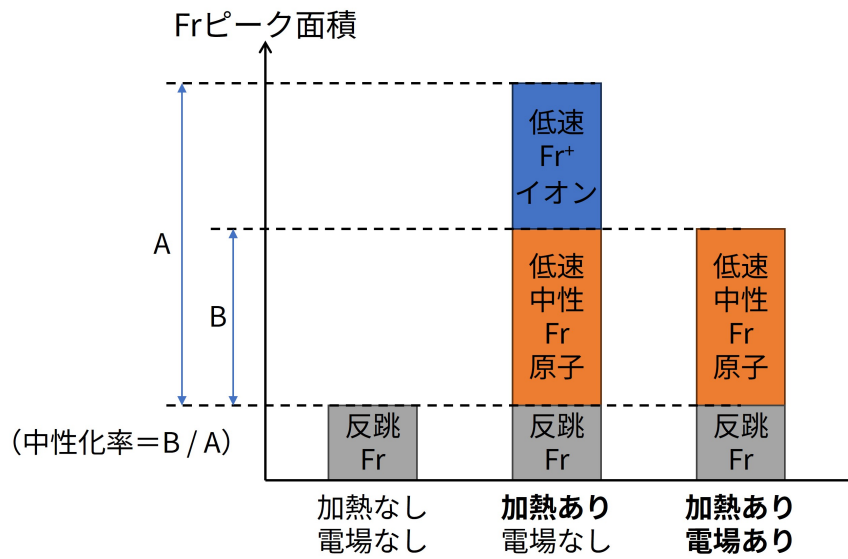 Frピーク面積
低速
Fr⁺
イオン
A
低速
中性
Fr
原子
低速
中性
Fr
原子
B
（中性化率＝B / A）
反跳
Fr
反跳
Fr
反跳
Fr
加熱なし
電場なし
加熱あり
電場なし
加熱あり
電場あり